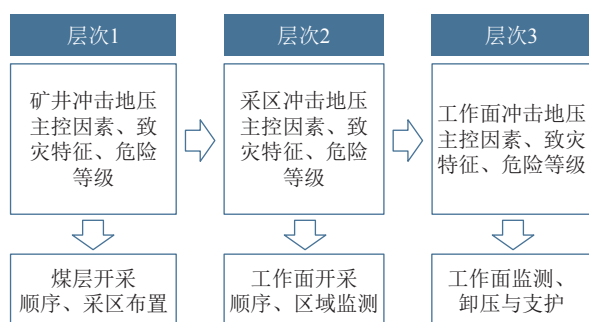 层次1
层次2
层次3
矿井冲击地压
主控因素、致
灾特征、危险
等级
采区冲击地压
主控因素、致
灾特征、危险
等级
工作面冲击地压
主控因素、致灾
特征、危险等级
煤层开采
顺序、采区布置
工作面开采
顺序、区域监测
工作面监测、
卸压与支护